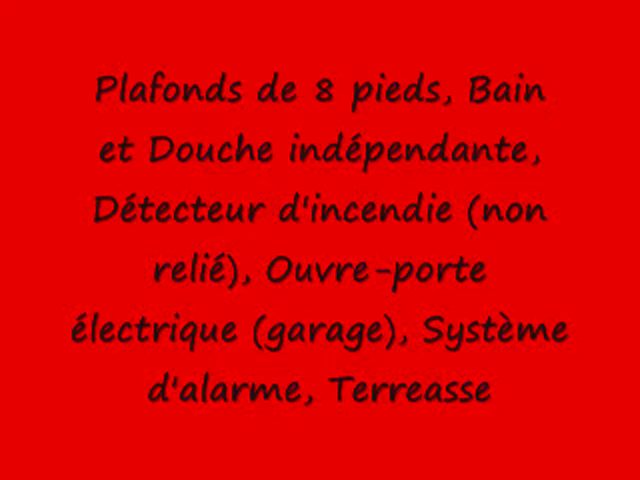 Plafonds de 8 pieds, Bain
et Douche indépendante,
Détecteur d'incendie (non
relié), Ouvre-porte
électrique (garage), Système
d'alarme, Terreasse